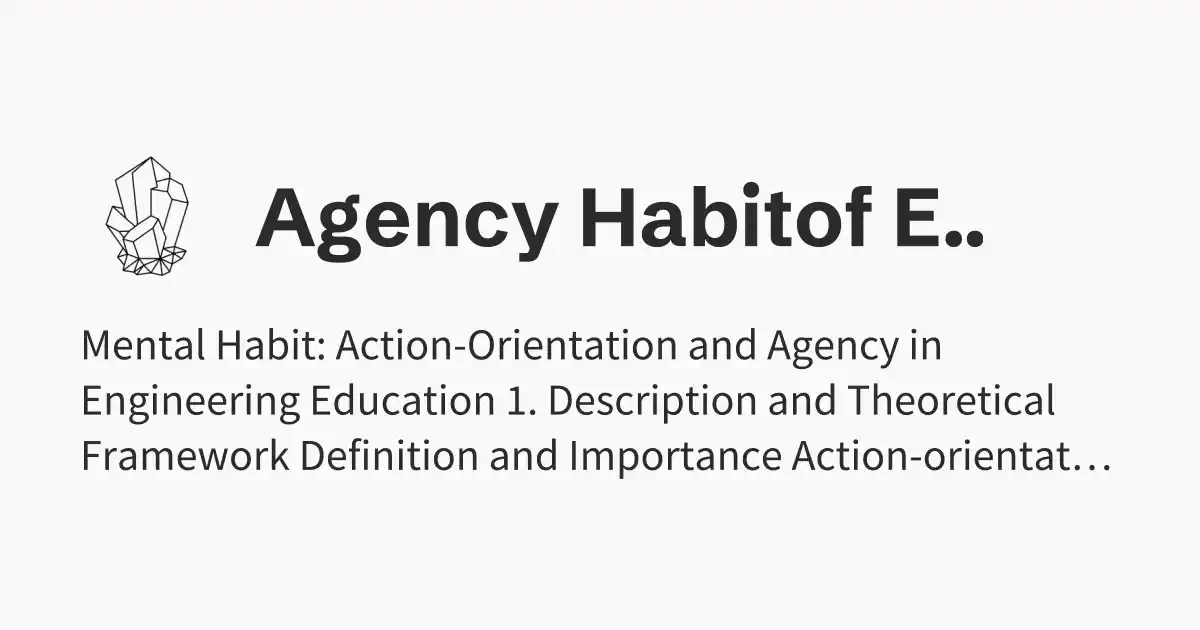 Agency Habitof E..
Mental Habit: Action-Orientation and Agency in
Engineering Education 1. Description and Theoretical
Framework Definition and Importance Action-orientat…